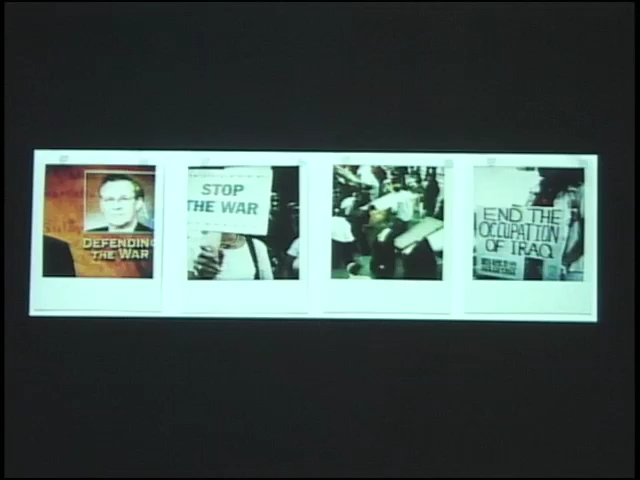 DEFENDING
THE WAR
STOP
THE WAR
END THE
OCCUPATION
OF IRAQ